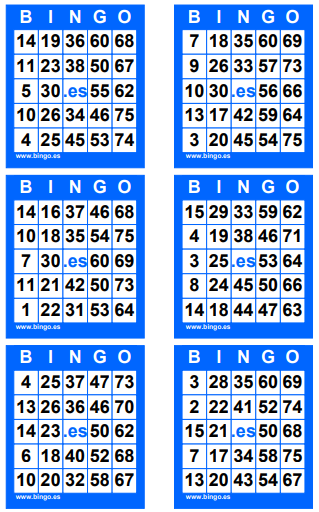 B I N G O
14 19 36 60 68
11 23 38 50 67
5 30 .es 55 62
10 26 34 46 75
4 25 45 53 74
www.bingo.es
B I N G O
7 18 35 60 69
9 26 33 57 73
10 30 .es 56 66
13 17 42 59 64
3 20 45 54 75
www.bingo.es
B I N G O
14 16 37 46 68
10 18 35 54 75
7 30 .es 60 69
11 21 42 50 73
1 22 31 53 64
www.bingo.es
B I N G O
15 29 33 59 62
4 19 38 46 71
3 25 .es 53 64
8 24 45 50 66
14 18 44 47 63
www.bingo.es
B I N G O
4 25 37 47 73
13 26 36 46 70
14 23 .es 50 62
6 18 40 52 68
10 20 32 58 67
www.bingo.es
B I N G O
3 28 35 60 69
2 22 41 52 74
15 21 .es 50 68
7 17 34 58 75
13 20 43 54 67
www.bingo.es